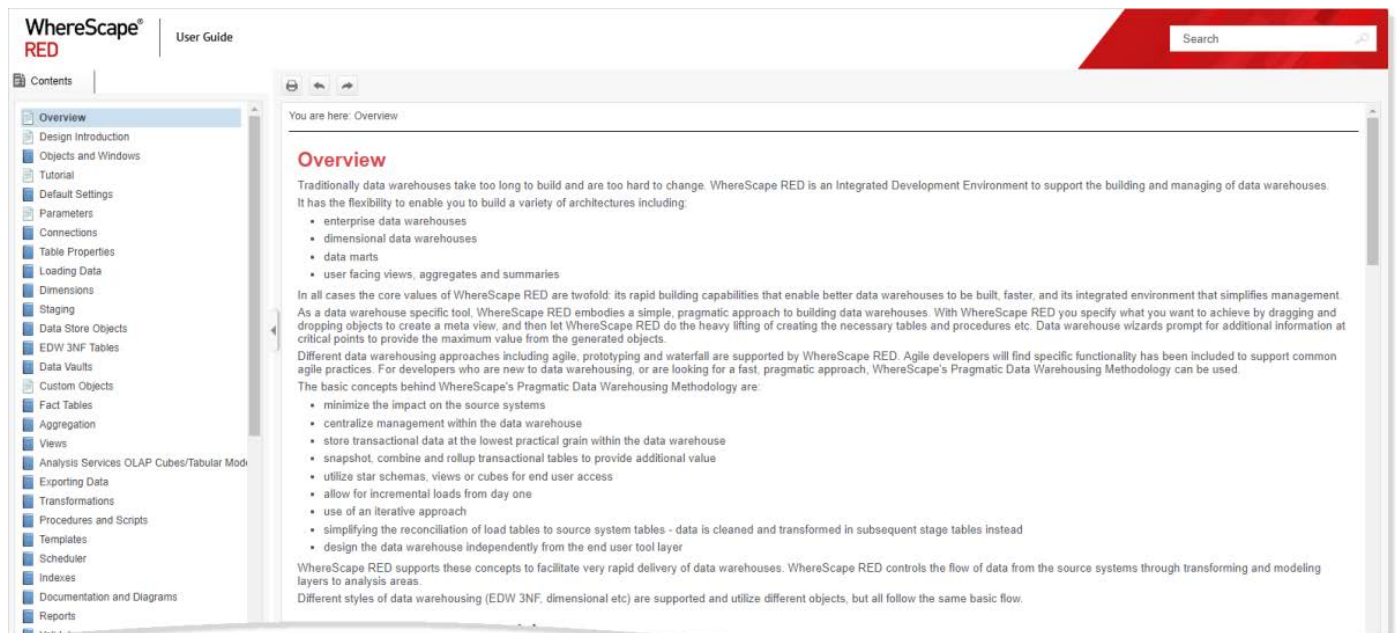 WhereScape®
RED
User Guide
Search
Contents
Overview
Design Introduction
Objects and Windows
Tutorial
Default Settings
Parameters
Connections
Table Properties
Loading Data
Dimensions
Staging
Data Store Objects
EDW 3NF Tables
Data Vaults
Custom Objects
Fact Tables
Aggregation
Views
Analysis Services OLAP Cubes/Tabular Mode
Exporting Data
Transformations
Procedures and Scripts
Templates
Scheduler
Indexes
Documentation and Diagrams
Reports
You are here: Overview
Overview
Traditionally data warehouses take too long to build and are too hard to change. WhereScape RED is an Integrated Development Environment to support the building and managing of data warehouses.
It has the flexibility to enable you to build a variety of architectures including:
• enterprise data warehouses
• dimensional data warehouses
• data marts
• user facing views, aggregates and summaries
In all cases the core values of WhereScape RED are twofold: its rapid building capabilities that enable better data warehouses to be built, faster, and its integrated environment that simplifies management.
As a data warehouse specific tool, WhereScape RED embodies a simple, pragmatic approach to building data warehouses. With WhereScape RED you specify what you want to achieve by dragging and
dropping objects to create a meta view, and then let WhereScape RED do the heavy lifting of creating the necessary tables and procedures etc. Data warehouse wizards prompt for additional information at
critical points to provide the maximum value from the generated objects.
Different data warehousing approaches including agile, prototyping and waterfall are supported by WhereScape RED. Agile developers will find specific functionality has been included to support common
agile practices. For developers who are new to data warehousing, or are looking for a fast, pragmatic approach, WhereScape's Pragmatic Data Warehousing Methodology can be used.
The basic concepts behind WhereScape's Pragmatic Data Warehousing Methodology are:
• minimize the impact on the source systems
• centralize management within the data warehouse
• store transactional data at the lowest practical grain within the data warehouse
• snapshot, combine and rollup transactional tables to provide additional value
• utilize star schemas, views or cubes for end user access
• allow for incremental loads from day one
• use of an iterative approach
• simplifying the reconciliation of load tables to source system tables - data is cleaned and transformed in subsequent stage tables instead
• design the data warehouse independently from the end user tool layer
WhereScape RED supports these concepts to facilitate very rapid delivery of data warehouses. WhereScape RED controls the flow of data from the source systems through transforming and modeling
layers to analysis areas.
Different styles of data warehousing (EDW 3NF, dimensional etc) are supported and utilize different objects, but all follow the same basic flow.